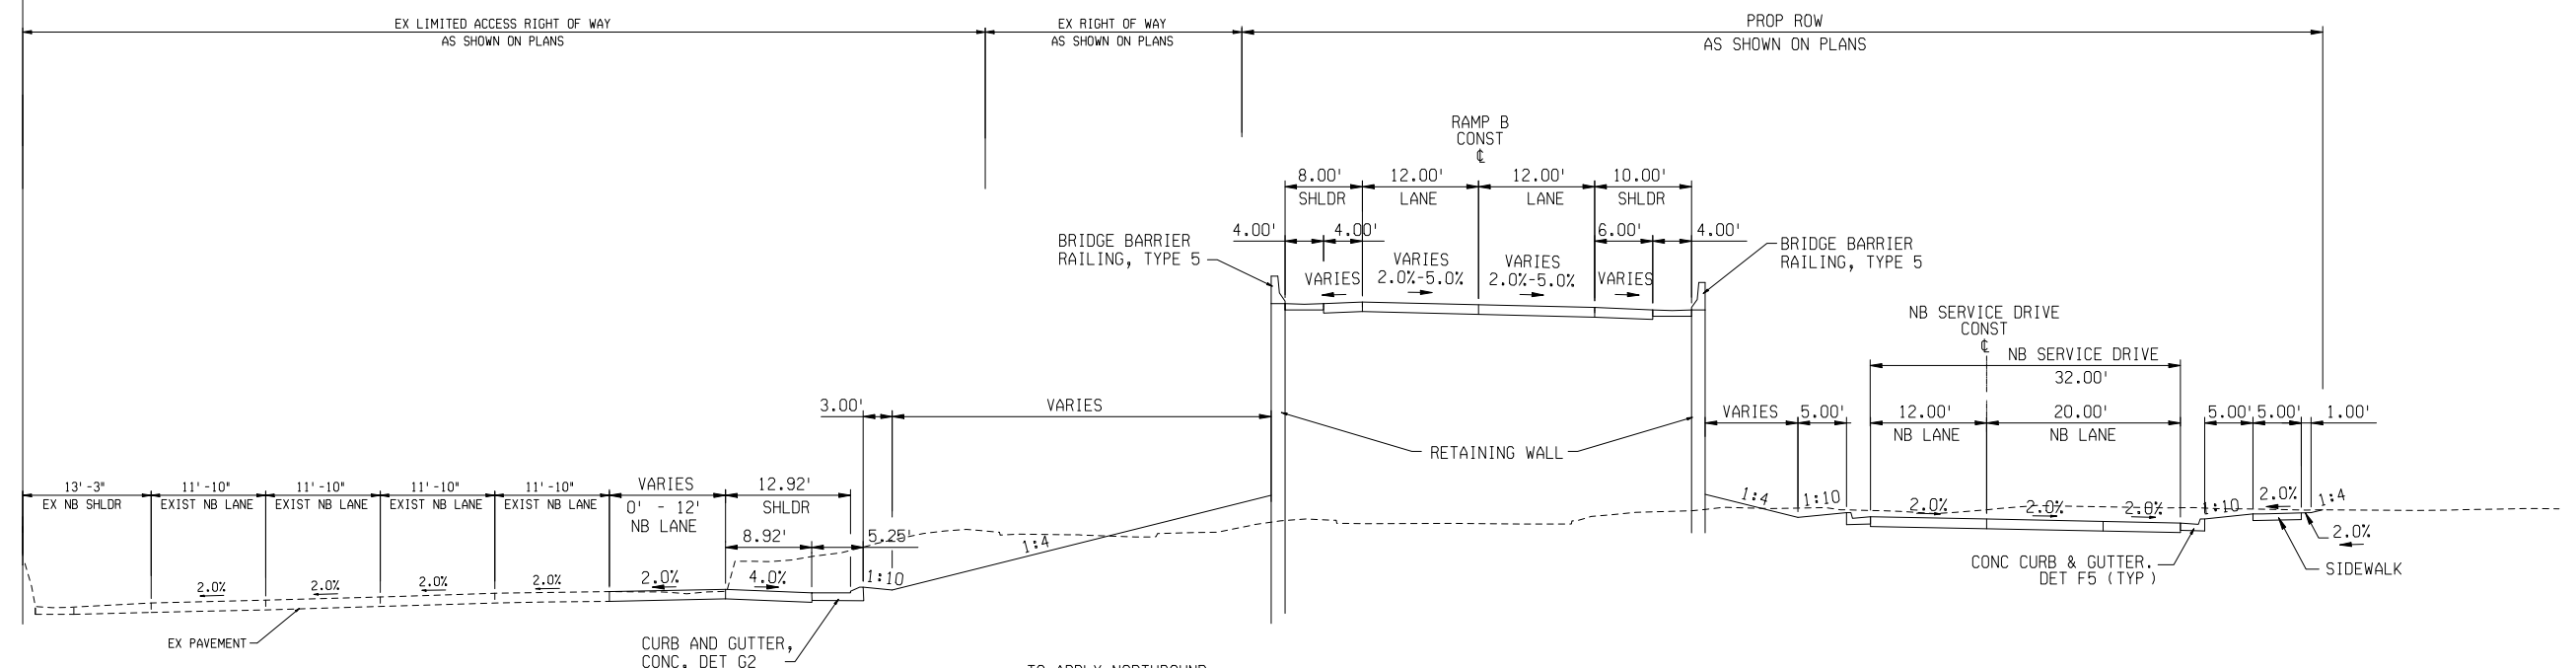 EX LIMITED ACCESS RIGHT OF WAY
AS SHOWN ON PLANS
EX RIGHT OF WAY
AS SHOWN ON PLANS
PROP ROW
AS SHOWN ON PLANS
RAMP B
CONST
℄
8.00'
SHLDR
12.00'
LANE
12.00'
LANE
10.00'
SHLDR
4.00'
4.00'
6.00'
4.00'
BRIDGE BARRIER
RAILING, TYPE 5
VARIES
VARIES
2.0%-5.0%
VARIES
2.0%-5.0%
VARIES
BRIDGE BARRIER
RAILING, TYPE 5
NB SERVICE DRIVE
CONST
℄
NB SERVICE DRIVE
32.00'
3.00'
VARIES
VARIES
5.00'
12.00'
NB LANE
20.00'
NB LANE
5.00'
5.00'
1.00'
RETAINING WALL
13'-3"
EX NB SHLDR
11'-10"
EXIST NB LANE
11'-10"
EXIST NB LANE
11'-10"
EXIST NB LANE
11'-10"
EXIST NB LANE
VARIES
0' - 12'
NB LANE
12.92'
SHLDR
8.92'
5.25'
1:4
1:4
1:10
2.0%
2.0%
2.0%
1:10
2.0%
1:4
2.0%
2.0%
2.0%
2.0%
2.0%
2.0%
4.0%
1:10
CONC CURB & GUTTER.
DET F5 (TYP)
SIDEWALK
EX PAVEMENT
CURB AND GUTTER,
CONC, DET G2
TO APPLY NORTHBOUND